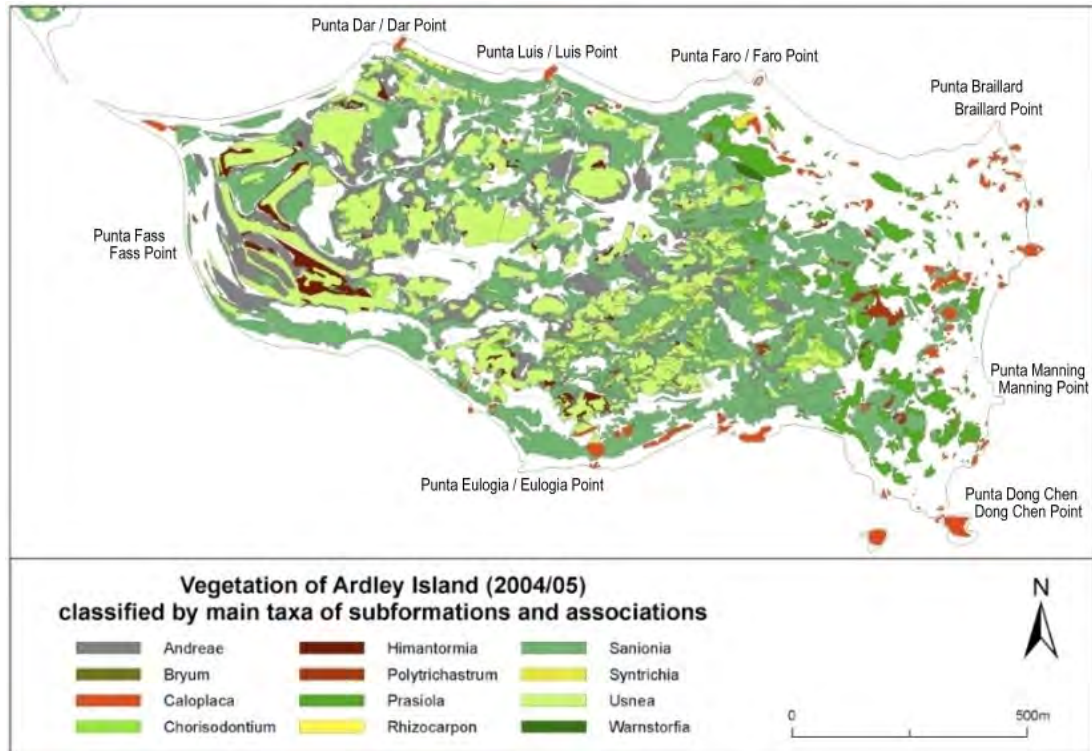 Punta Dar / Dar Point
Punta Luis / Luis Point
Punta Faro / Faro Point
Punta Braillard
Braillard Point
Punta Fass
Fass Point
Punta Manning
Manning Point
Punta Eulogia / Eulogia Point
Punta Dong Chen
Dong Chen Point
Vegetation of Ardley Island (2004/05)
classified by main taxa of subformations and associations
Andreae
Bryum
Caloplaca
Chorisodontium
Himantormia
Polytrichastrum
Prasiola
Rhizocarpon
Sanionia
Syntrichia
Usnea
Warnstorfia
N
0 500m